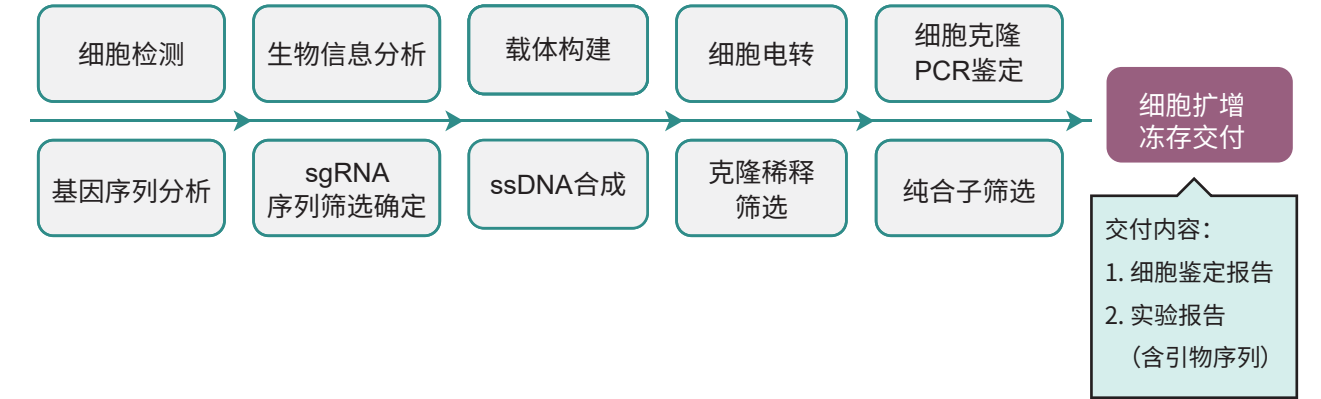 细胞检测
生物信息分析
载体构建
细胞电转
细胞克隆
PCR鉴定
基因序列分析
sgRNA
序列筛选确定
ssDNA合成
克隆稀释
筛选
纯合子筛选
细胞扩增
冻存交付
交付内容：
1. 细胞鉴定报告
2. 实验报告
（含引物序列）